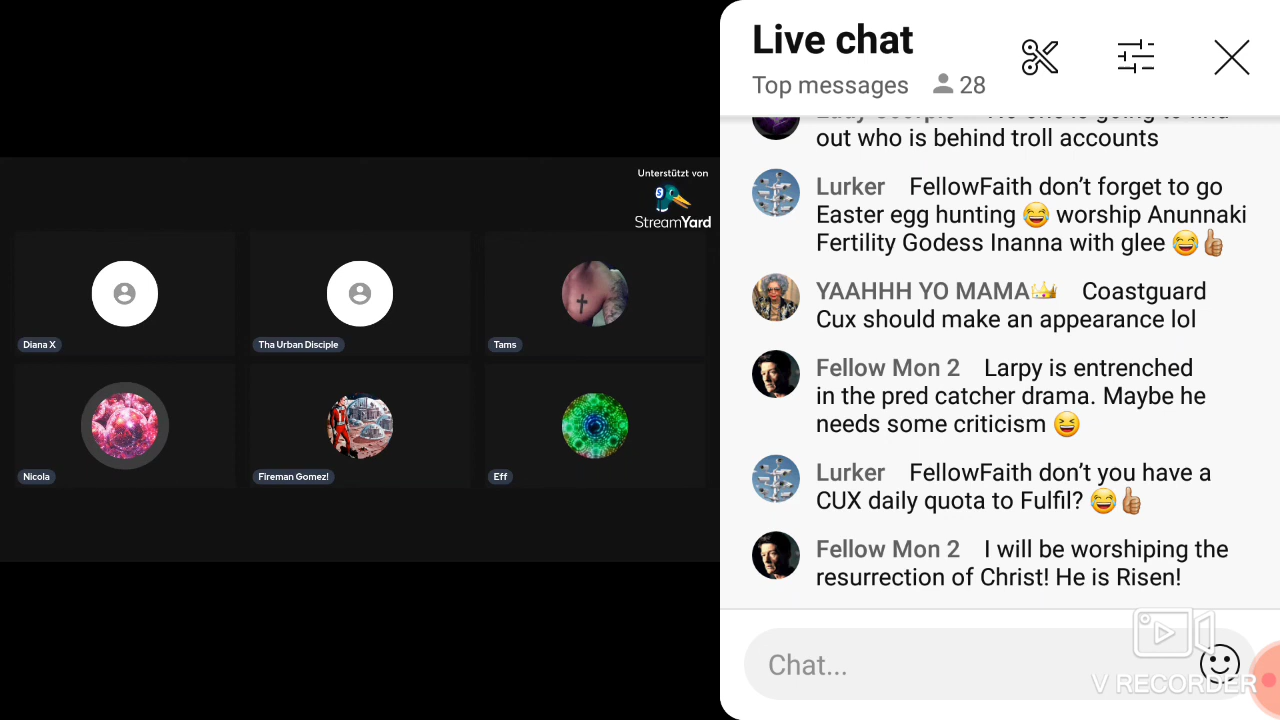 Unterstützt von
StreamYard
Diana X
Tha Urban Disciple
Tams
Nicola
Fireman Gomez!
Eff
Live chat
Top messages 28
out who is behind troll accounts
Lurker FellowFaith don’t forget to go
Easter egg hunting 😂 worship Anunnaki
Fertility Godess Inanna with glee 😂👍🏽
YAAHHH YO MAMA👑 Coastguard
Cux should make an appearance lol
Fellow Mon 2 Larpy is entrenched
in the pred catcher drama. Maybe he
needs some criticism 😆
Lurker FellowFaith don’t you have a
CUX daily quota to Fulfil? 😂👍🏽
Fellow Mon 2 I will be worshiping the
resurrection of Christ! He is Risen!
Chat...
V RECORDER